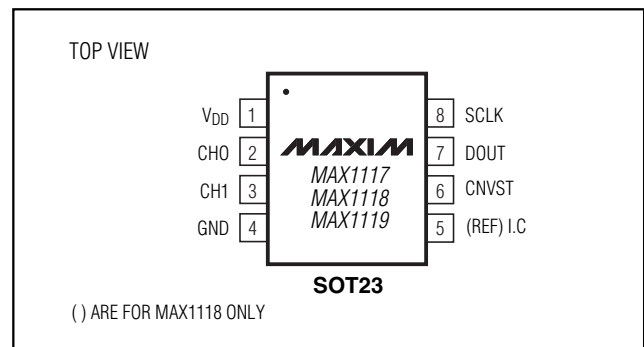 TOP VIEW
VDD 1
CH0 2
CH1 3
GND 4
MAXIM
MAX1117
MAX1118
MAX1119
8 SCLK
7 DOUT
6 CNVST
5 (REF) I.C
SOT23
( ) ARE FOR MAX1118 ONLY